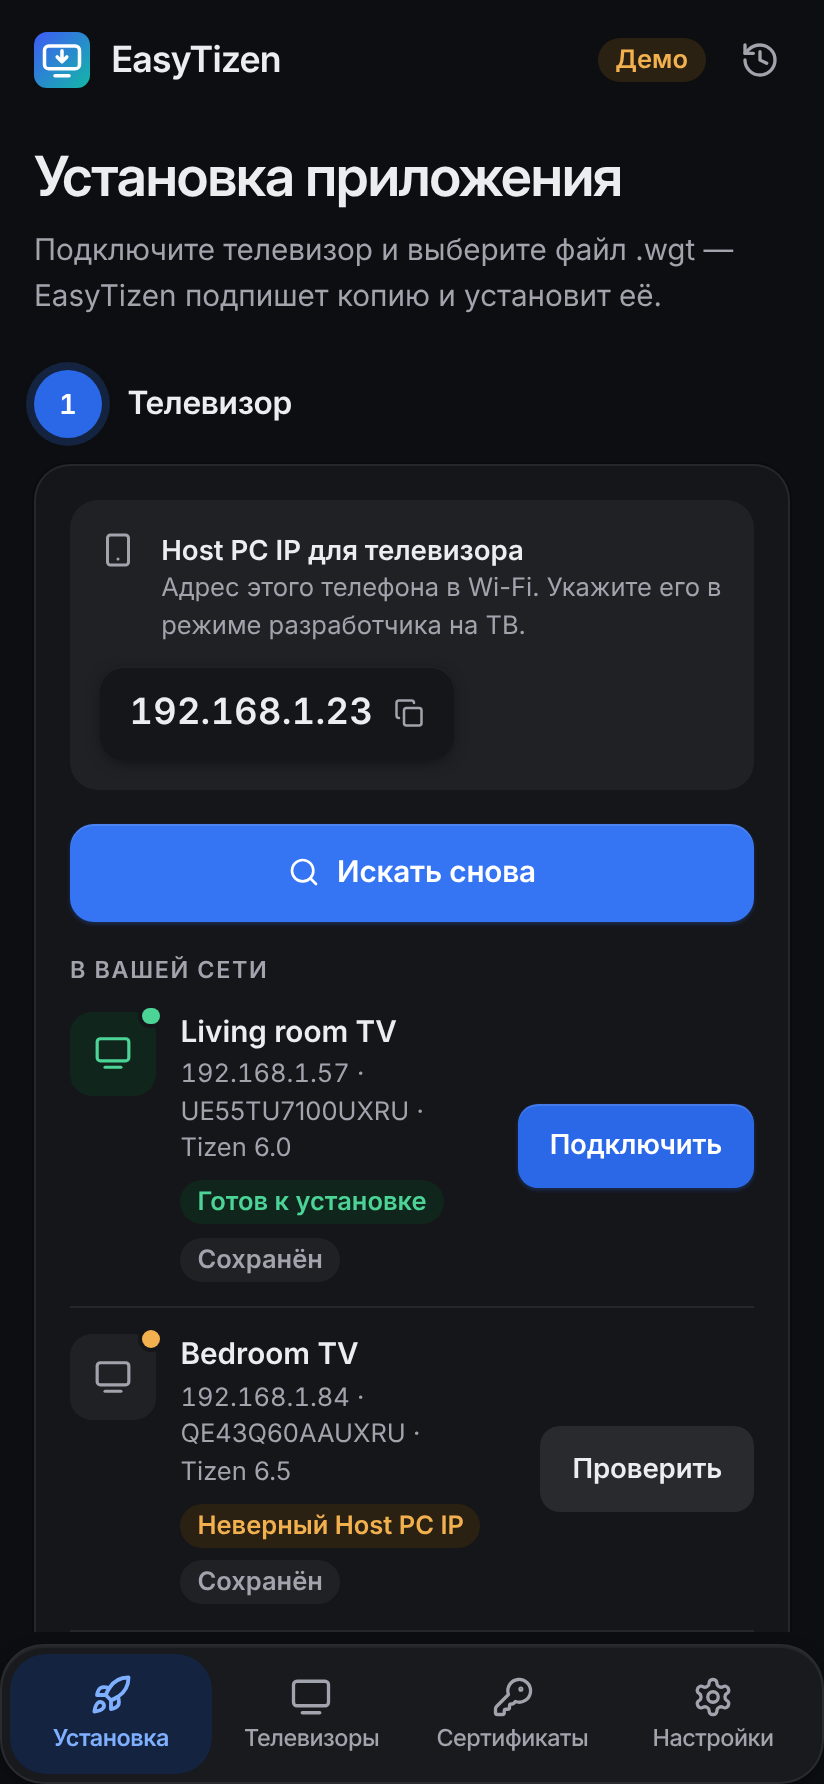 EasyTizen
Демо
Установка приложения
Подключите телевизор и выберите файл .wgt —
EasyTizen подпишет копию и установит её.
1
Телевизор
Host PC IP для телевизора
Адрес этого телефона в Wi-Fi. Укажите его в
режиме разработчика на ТВ.
192.168.1.23
Искать снова
В ВАШЕЙ СЕТИ
Living room TV
192.168.1.57 ·
UE55TU7100UXRU ·
Tizen 6.0
Подключить
Готов к установке
Сохранён
Bedroom TV
192.168.1.84 ·
QE43Q60AAUXRU ·
Tizen 6.5
Проверить
Неверный Host PC IP
Сохранён
Установка
Телевизоры
Сертификаты
Настройки